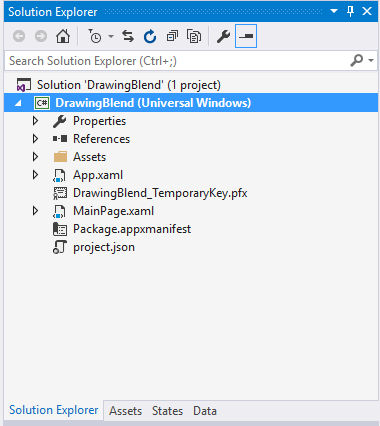 Solution Explorer
Search Solution Explorer (Ctrl+;)
Solution 'DrawingBlend' (1 project)
C# DrawingBlend (Universal Windows)
Properties
References
Assets
App.xaml
DrawingBlend_TemporaryKey.pfx
MainPage.xaml
Package.appxmanifest
project.json
Solution Explorer Assets States Data